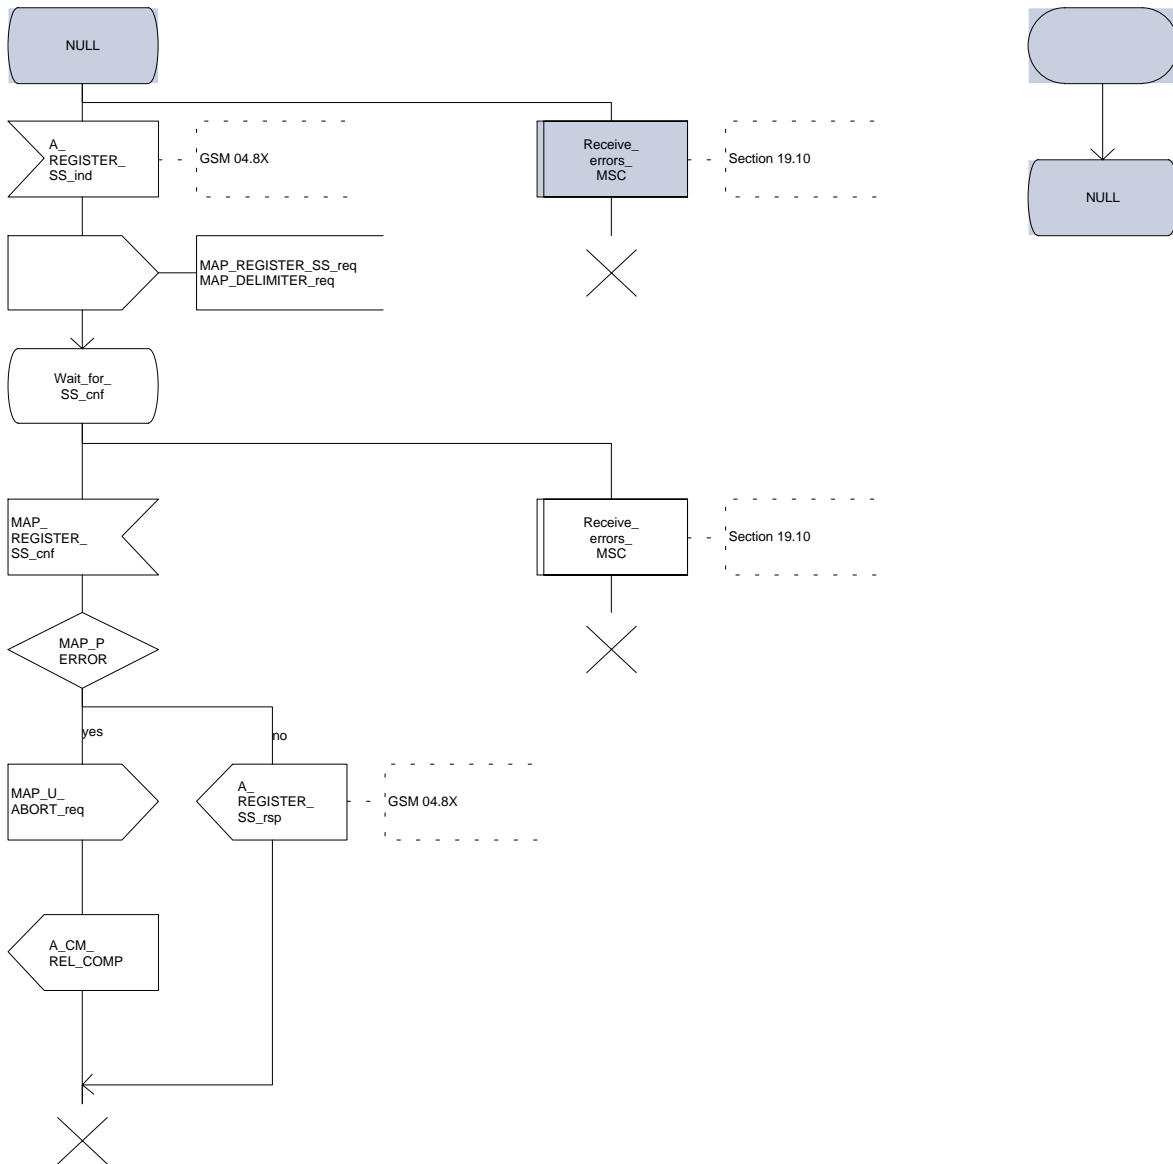 NULL
A_
REGISTER_
SS_ind
GSM 04.8X
Receive_
errors_
MSC
Section 19.10
NULL
MAP_REGISTER_SS_req
MAP_DELIMITER_req
Wait_for_
SS_cnf
MAP_
REGISTER_
SS_cnf
Receive_
errors_
MSC
Section 19.10
MAP_P
ERROR
yes
no
MAP_U_
ABORT_req
A_
REGISTER_
SS_rsp
GSM 04.8X
A_CM_
REL_COMP